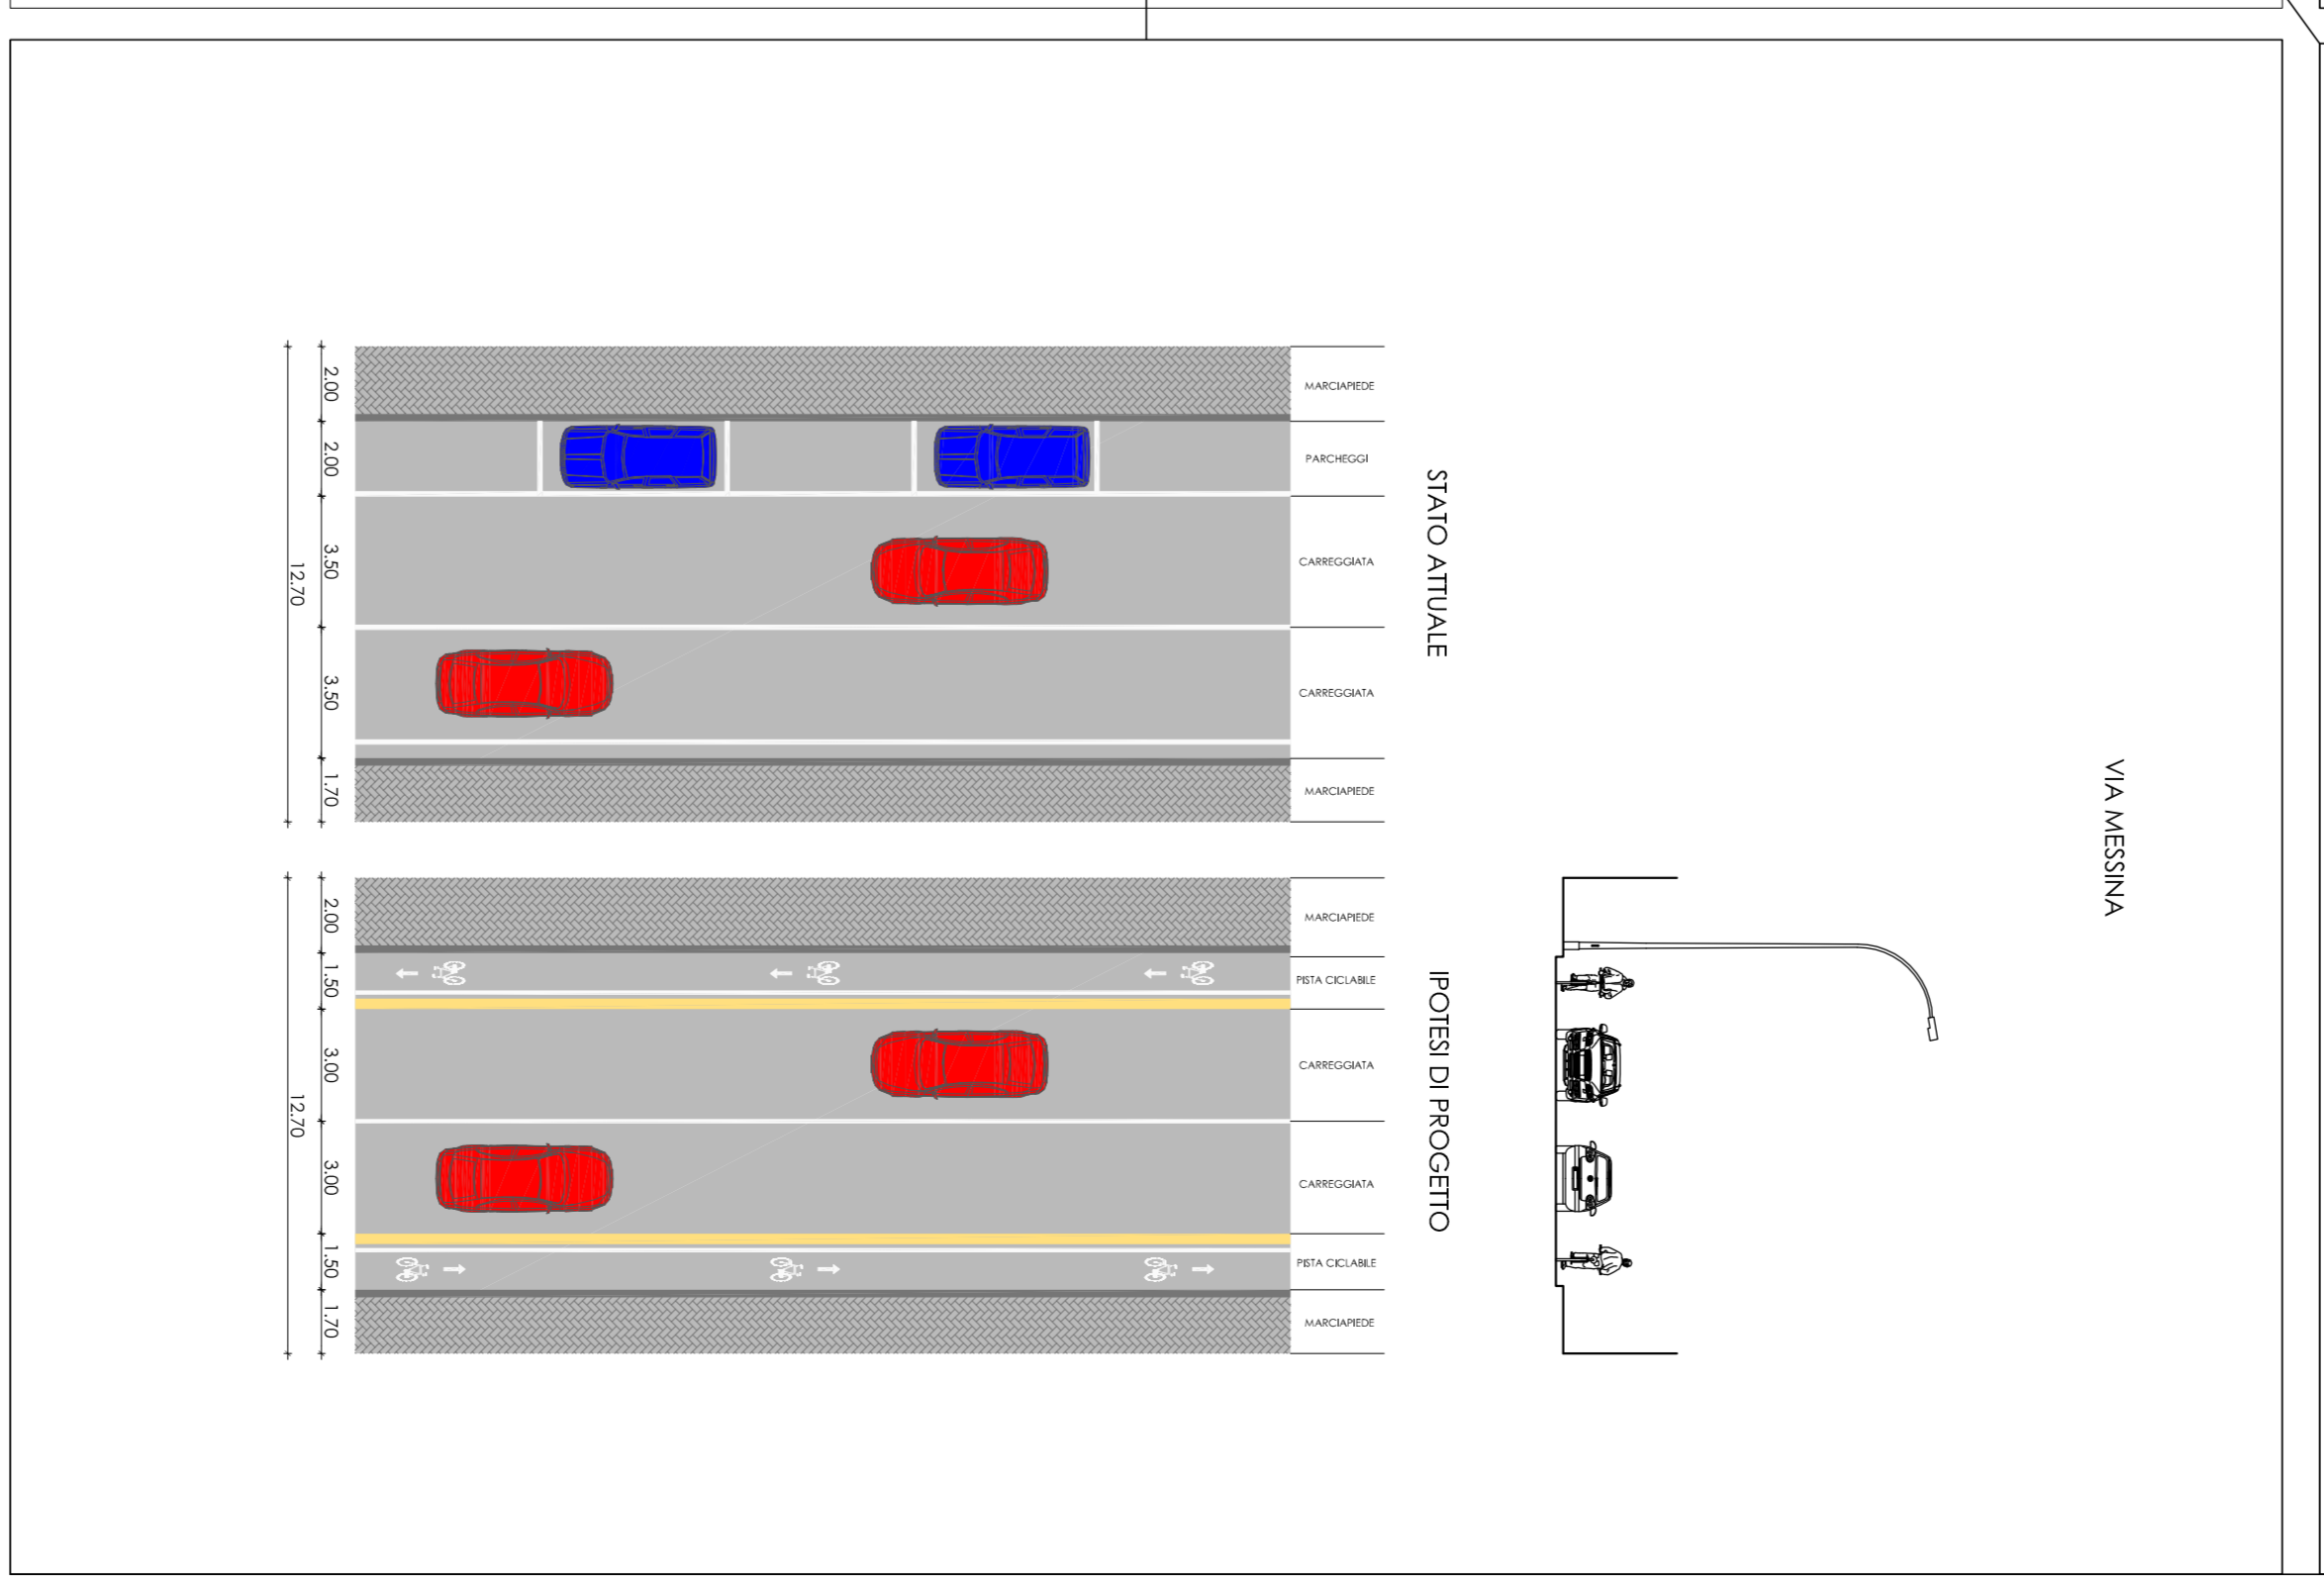 VIA MESSINA
STATO ATTUALE
MARCIAPIEDE
PARCHEGGI
CARREGGIATA
CARREGGIATA
MARCIAPIEDE
2.00
2.00
3.50
3.50
1.70
12.70
IPOTESI DI PROGETTO
MARCIAPIEDE
PISTA CICLABILE
CARREGGIATA
CARREGGIATA
PISTA CICLABILE
MARCIAPIEDE
2.00
1.50
3.00
3.00
1.50
1.70
12.70